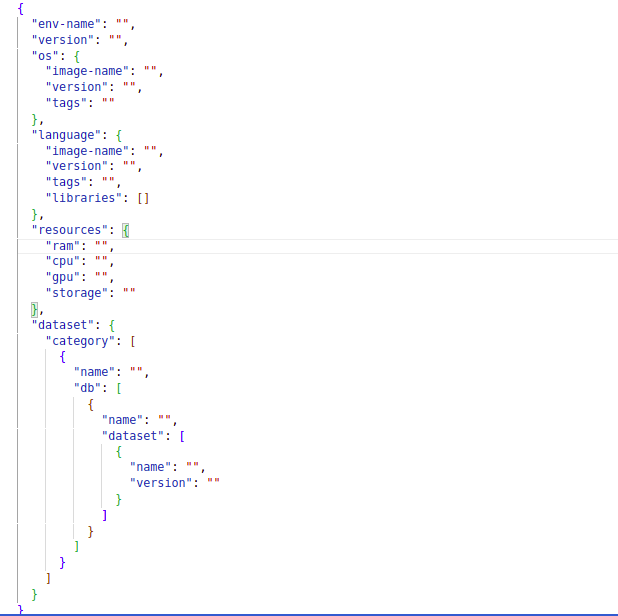 {
  "env-name": "",
  "version": "",
  "os": {
    "image-name": "",
    "version": "",
    "tags": ""
  },
  "language": {
    "image-name": "",
    "version": "",
    "tags": "",
    "libraries": []
  },
  "resources": {
    "ram": "",
    "cpu": "",
    "gpu": "",
    "storage": ""
  },
  "dataset": {
    "category": [
      {
        "name": "",
        "db": [
          {
            "name": "",
            "dataset": [
              {
                "name": "",
                "version": ""
              }
            ]
          }
        ]
      }
    ]
  }
}